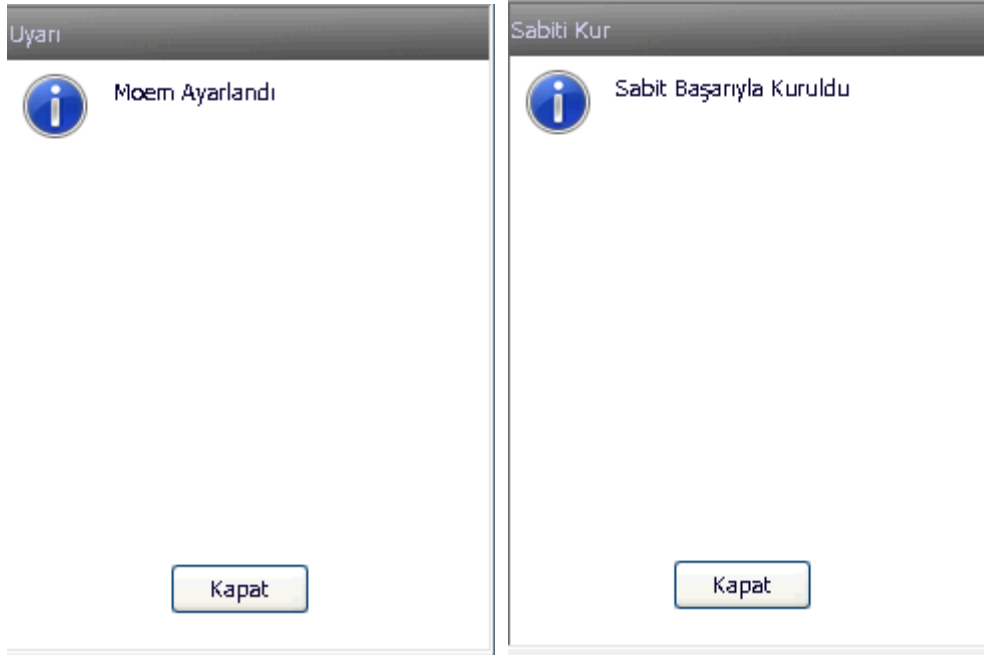 Uyarı
Moem Ayarlandı
Kapat
Sabiti Kur
Sabit Başarıyla Kuruldu
Kapat